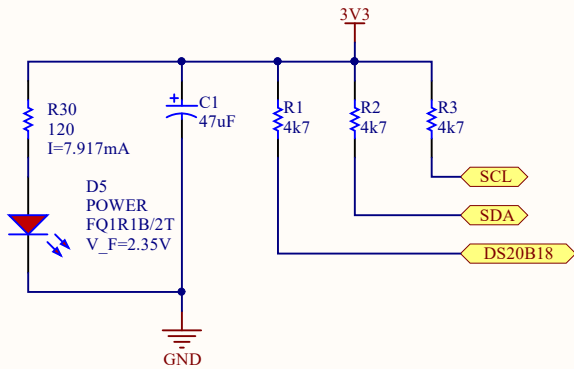 3V3
R30
120
I=7.917mA
C1
47uF
R1
4k7
R2
4k7
R3
4k7
SCL
D5
POWER
FQ1R1B/2T
V_F=2.35V
SDA
DS20B18
GND